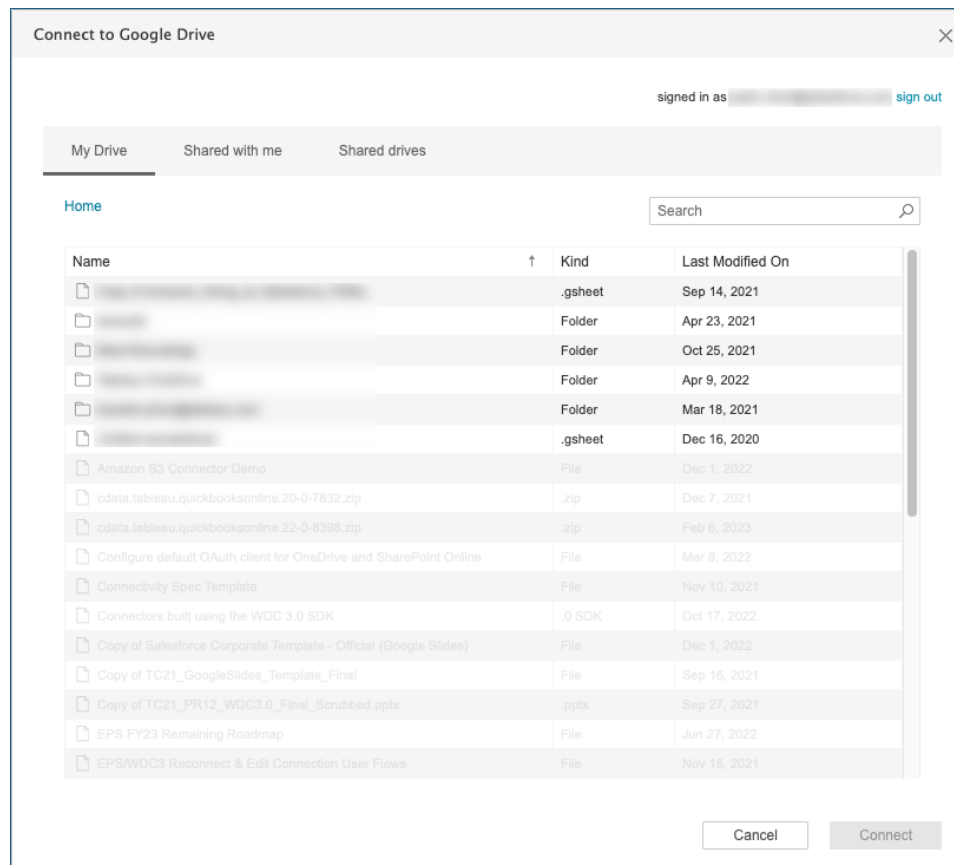 Connect to Google Drive
signed in as sign out
My Drive Shared with me Shared drives
Home Search
Name ↑ Kind Last Modified On
.gsheet Sep 14, 2021
Folder Apr 23, 2021
Folder Oct 25, 2021
Folder Apr 9, 2022
Folder Mar 18, 2021
.gsheet Dec 16, 2020
Amazon S3 Connector Demo File Dec 1, 2022
cdata.tableau.quickbooksonline.20-0-7832.zip .zip Dec 7, 2021
cdata.tableau.quickbooksonline.22-0-8398.zip .zip Feb 6, 2023
Configure default OAuth client for OneDrive and SharePoint Online File Mar 8, 2022
Connectivity Spec Template File Nov 10, 2021
Connectors built using the WDC 3.0 SDK .0 SDK Oct 17, 2022
Copy of Salesforce Corporate Template - Official (Google Slides) File Dec 1, 2022
Copy of TC21_GoogleSlides_Template_Final File Sep 16, 2021
Copy of TC21_PR12_WDC3.0_Final_Scrubbed.pptx .pptx Sep 27, 2021
EPS FY23 Remaining Roadmap File Jun 27, 2022
EPS/WDC3 Reconnect & Edit Connection User Flows File Nov 18, 2021
Cancel Connect